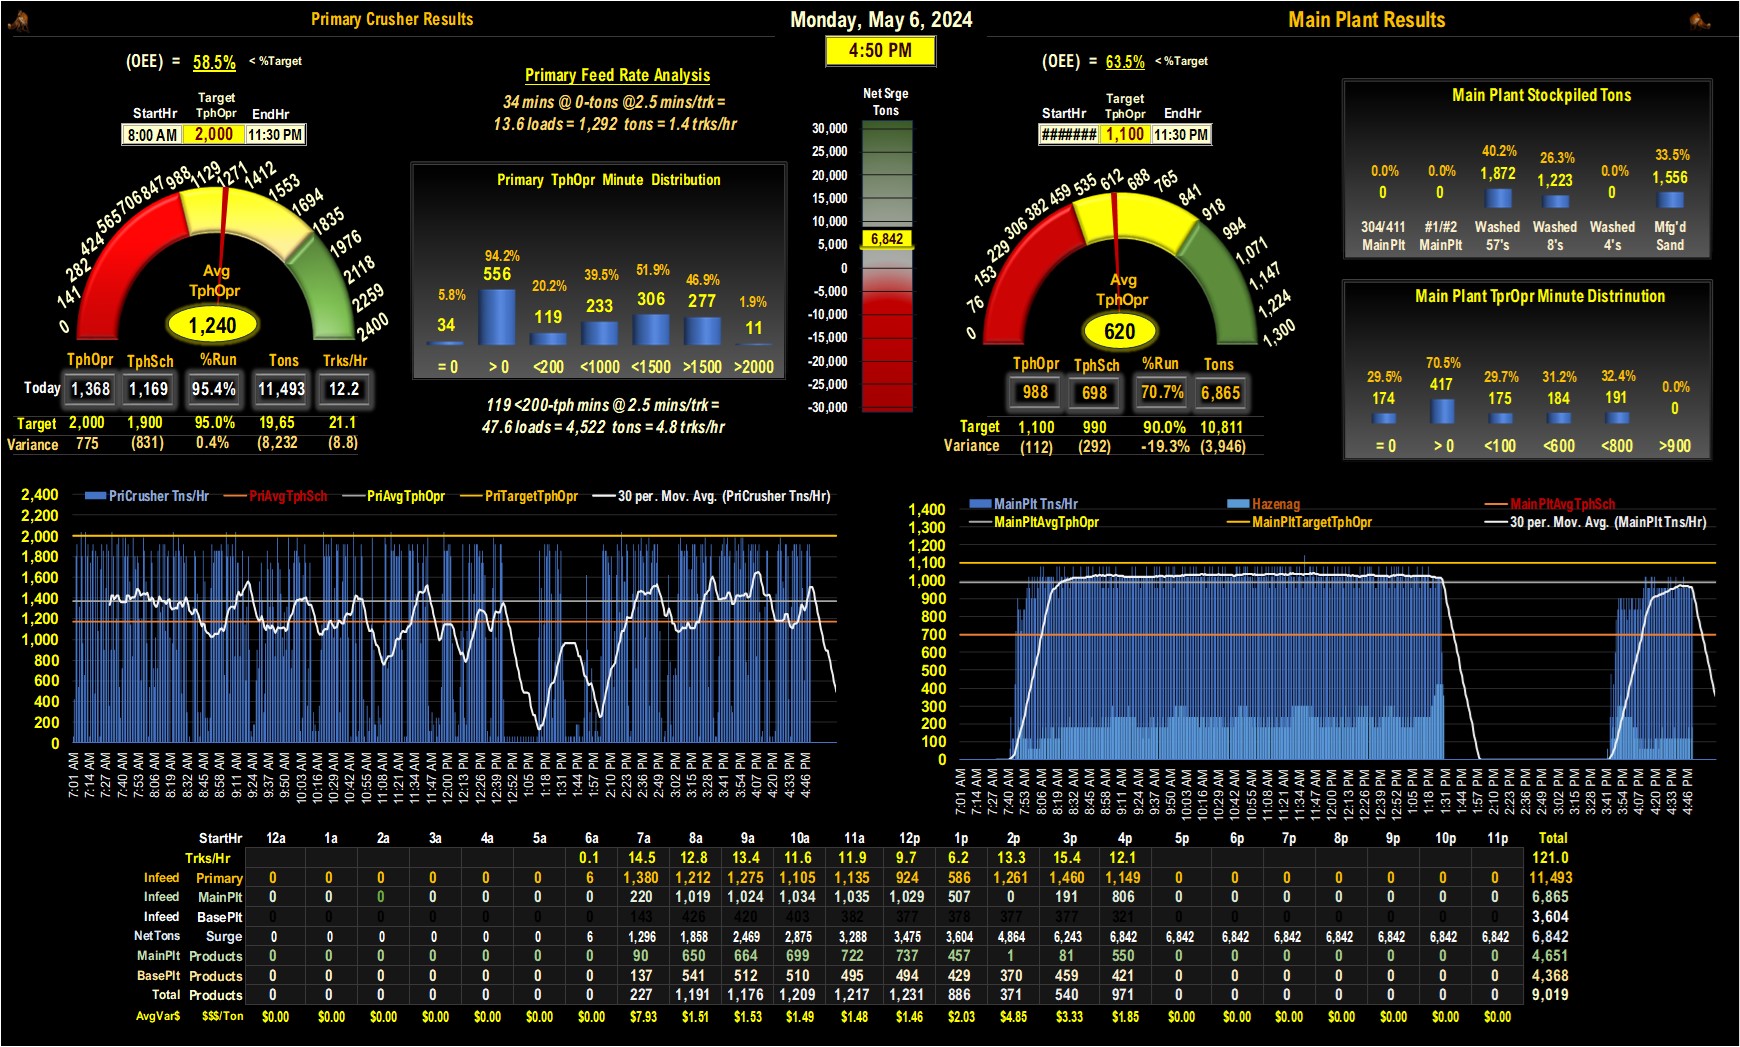 Primary Crusher Results
Monday, May 6, 2024
Main Plant Results
4:50 PM
(OEE) = 58.5% < %Target
StartHr Target TphOpr EndHr
8:00 AM 2,000 11:30 PM
0 141 282 424 565 706 847 988 1129 1271 1412 1553 1694 1835 1976 2118 2259 2400
Avg
TphOpr
1,240
TphOpr TphSch %Run Tons Trks/Hr
Today 1,368 1,169 95.4% 11,493 12.2
Target 2,000 1,900 95.0% 19,65 21.1
Variance 775 (831) 0.4% (8,232 (8.8)
Primary Feed Rate Analysis
34 mins @ 0-tons @2.5 mins/trk =
13.6 loads = 1,292 tons = 1.4 trks/hr
Primary TphOpr Minute Distribution
5.8% 94.2% 20.2% 39.5% 51.9% 46.9% 1.9%
34 556 119 233 306 277 11
= 0 > 0 <200 <1000 <1500 >1500 >2000
119 <200-tph mins @ 2.5 mins/trk =
47.6 loads = 4,522 tons = 4.8 trks/hr
Net Srge
Tons
30,000
25,000
20,000
15,000
10,000
6,842
5,000
0
-5,000
-10,000
-15,000
-20,000
-25,000
-30,000
(OEE) = 63.5% < %Target
StartHr Target TphOpr EndHr
####### 1,100 11:30 PM
0 76 153 229 306 382 459 535 612 688 765 841 918 994 1,071 1,147 1,224 1,300
Avg
TphOpr
620
TphOpr TphSch %Run Tons
988 698 70.7% 6,865
Target 1,100 990 90.0% 10,811
Variance (112) (292) -19.3% (3,946)
Main Plant Stockpiled Tons
0.0% 0.0% 40.2% 26.3% 0.0% 33.5%
0 0 1,872 1,223 0 1,556
304/411 #1/#2 Washed Washed Washed Mfg'd
MainPlt MainPlt 57's 8's 4's Sand
Main Plant TprOpr Minute Distrinution
29.5% 70.5% 29.7% 31.2% 32.4% 0.0%
174 417 175 184 191 0
= 0 > 0 <100 <600 <800 >900
PriCrusher Tns/Hr PriAvgTphSch PriAvgTphOpr PriTargetTphOpr 30 per. Mov. Avg. (PriCrusher Tns/Hr)
2,400
2,200
2,000
1,800
1,600
1,400
1,200
1,000
800
600
400
200
0
7:01 AM 7:14 AM 7:27 AM 7:40 AM 7:53 AM 8:06 AM 8:19 AM 8:32 AM 8:45 AM 8:58 AM 9:11 AM 9:24 AM 9:37 AM 9:50 AM 10:03 AM 10:16 AM 10:29 AM 10:42 AM 10:55 AM 11:08 AM 11:21 AM 11:34 AM 11:47 AM 12:00 PM 12:13 PM 12:26 PM 12:39 PM 12:52 PM 1:05 PM 1:18 PM 1:31 PM 1:44 PM 1:57 PM 2:10 PM 2:23 PM 2:36 PM 2:49 PM 3:02 PM 3:15 PM 3:28 PM 3:41 PM 3:54 PM 4:07 PM 4:20 PM 4:33 PM 4:46 PM
MainPlt Tns/Hr Hazenag MainPltAvgTphSch
MainPltAvgTphOpr MainPltTargetTphOpr 30 per. Mov. Avg. (MainPlt Tns/Hr)
1,400
1,300
1,200
1,100
1,000
900
800
700
600
500
400
300
200
100
0
7:01 AM 7:14 AM 7:27 AM 7:40 AM 7:53 AM 8:06 AM 8:19 AM 8:32 AM 8:45 AM 8:58 AM 9:11 AM 9:24 AM 9:37 AM 9:50 AM 10:03 AM 10:16 AM 10:29 AM 10:42 AM 10:55 AM 11:08 AM 11:21 AM 11:34 AM 11:47 AM 12:00 PM 12:13 PM 12:26 PM 12:39 PM 12:52 PM 1:05 PM 1:18 PM 1:31 PM 1:44 PM 1:57 PM 2:10 PM 2:23 PM 2:36 PM 2:49 PM 3:02 PM 3:15 PM 3:28 PM 3:41 PM 3:54 PM 4:07 PM 4:20 PM 4:33 PM 4:46 PM
StartHr 12a 1a 2a 3a 4a 5a 6a 7a 8a 9a 10a 11a 12p 1p 2p 3p 4p 5p 6p 7p 8p 9p 10p 11p Total
Trks/Hr 0.1 14.5 12.8 13.4 11.6 11.9 9.7 6.2 13.3 15.4 12.1 121.0
Infeed Primary 0 0 0 0 0 0 6 1,380 1,212 1,275 1,105 1,135 924 586 1,261 1,460 1,149 0 0 0 0 0 0 0 11,493
Infeed MainPlt 0 0 0 0 0 0 0 220 1,019 1,024 1,034 1,035 1,029 507 0 191 806 0 0 0 0 0 0 0 6,865
Infeed BasePlt 0 0 0 0 0 0 0 143 426 420 403 382 377 378 377 377 321 0 0 0 0 0 0 0 3,604
NetTons Surge 0 0 0 0 0 0 6 1,296 1,858 2,469 2,875 3,288 3,475 3,604 4,864 6,243 6,842 6,842 6,842 6,842 6,842 6,842 6,842 6,842 6,842
MainPlt Products 0 0 0 0 0 0 0 90 650 664 699 722 737 457 1 81 550 0 0 0 0 0 0 0 4,651
BasePlt Products 0 0 0 0 0 0 0 137 541 512 510 495 494 429 370 459 421 0 0 0 0 0 0 0 4,368
Total Products 0 0 0 0 0 0 0 227 1,191 1,176 1,209 1,217 1,231 886 371 540 971 0 0 0 0 0 0 0 9,019
AvgVar$ $$$/Ton $0.00 $0.00 $0.00 $0.00 $0.00 $0.00 $0.00 $7.93 $1.51 $1.53 $1.49 $1.48 $1.46 $2.03 $4.85 $3.33 $1.85 $0.00 $0.00 $0.00 $0.00 $0.00 $0.00 $0.00